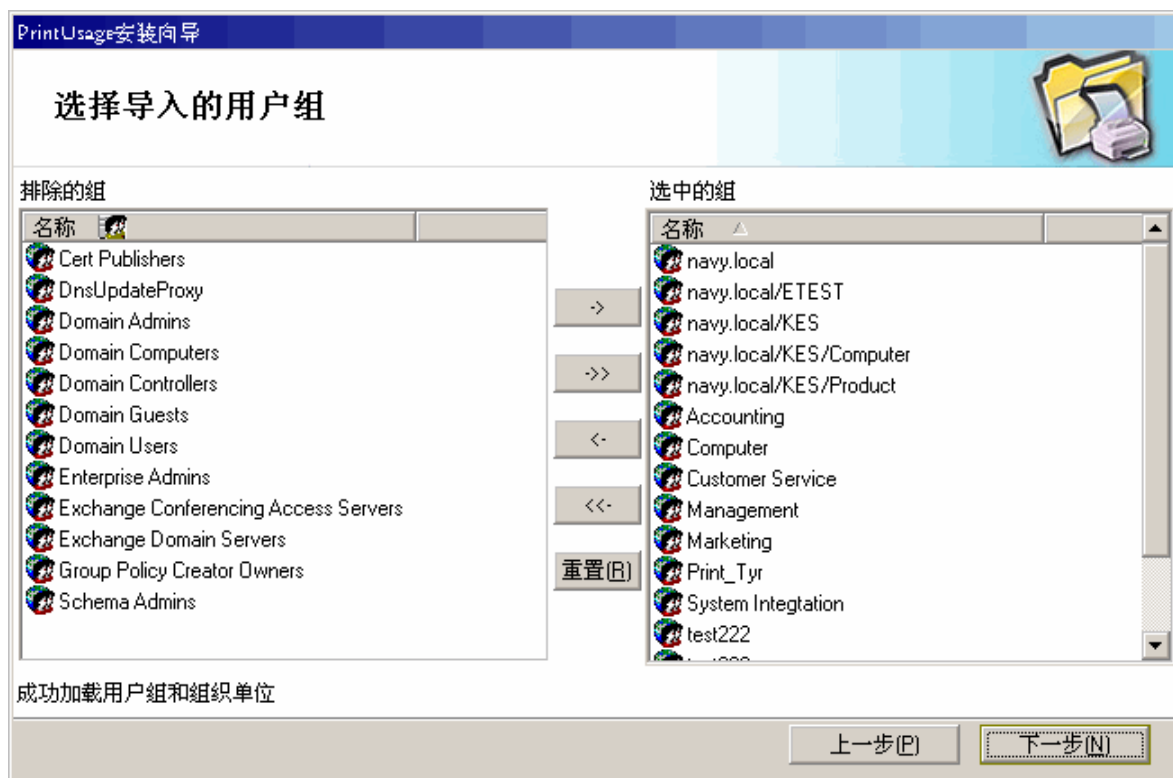 PrintUsage安装向导
选择导入的用户组
排除的组
名称
Cert Publishers
DnsUpdateProxy
Domain Admins
Domain Computers
Domain Controllers
Domain Guests
Domain Users
Enterprise Admins
Exchange Conferencing Access Servers
Exchange Domain Servers
Group Policy Creator Owners
Schema Admins
->
->>
<-
<<-
重置(R)
选中的组
名称
navy.local
navy.local/ETEST
navy.local/KES
navy.local/KES/Computer
navy.local/KES/Product
Accounting
Computer
Customer Service
Management
Marketing
Print_Tyr
System Integtation
test222
成功加载用户组和组织单位
上一步(P)
下一步(N)